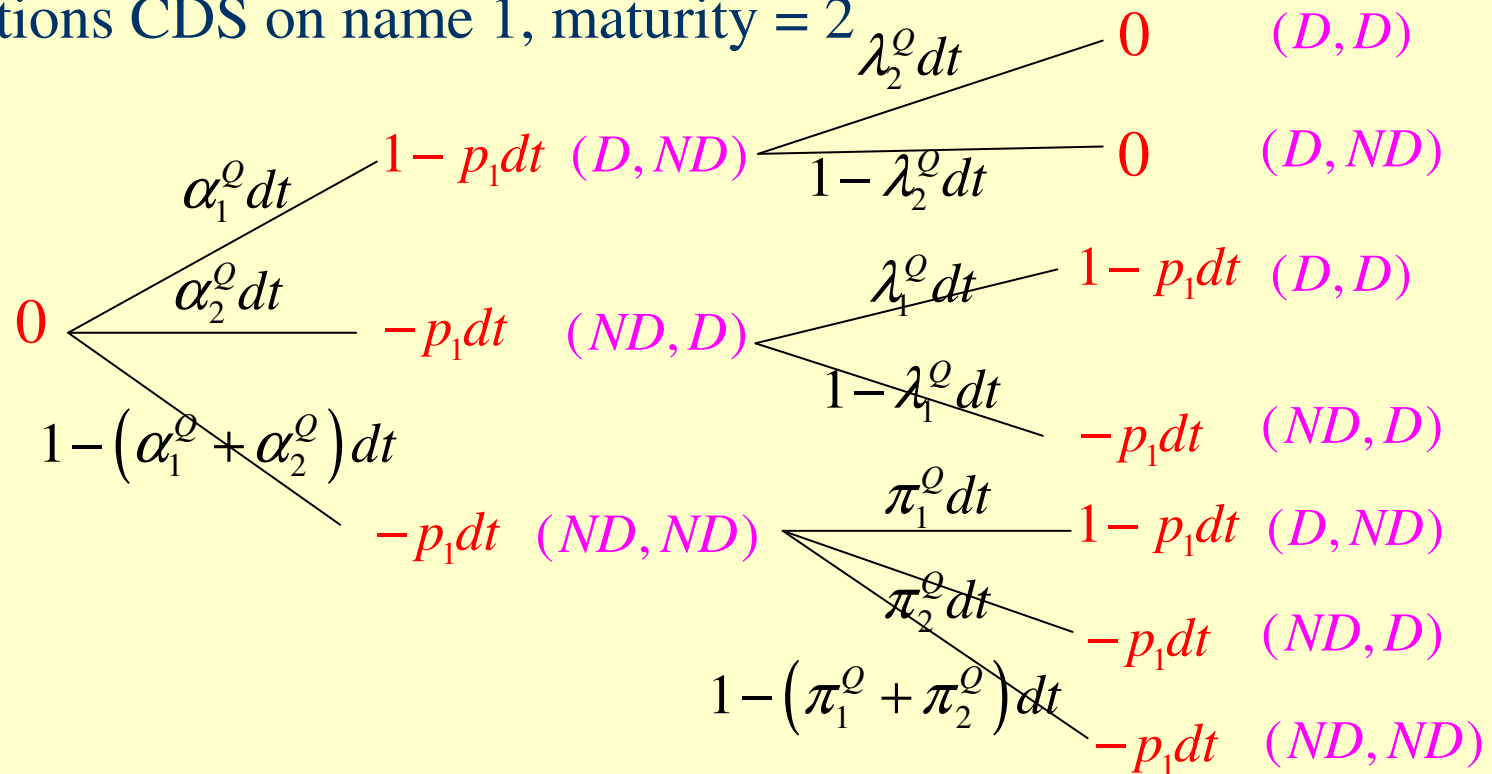 tions CDS on name 1, maturity = 2
λ₂^Q dt 0 (D, D)
α₁^Q dt 1 − p₁dt (D, ND) 1 − λ₂^Q dt 0 (D, ND)
0 α₂^Q dt − p₁dt (ND, D) λ₁^Q dt 1 − p₁dt (D, D)
1 − λ₁^Q dt − p₁dt (ND, D)
1 − (α₁^Q + α₂^Q) dt − p₁dt (ND, ND) π₁^Q dt 1 − p₁dt (D, ND)
π₂^Q dt − p₁dt (ND, D)
1 − (π₁^Q + π₂^Q) dt − p₁dt (ND, ND)